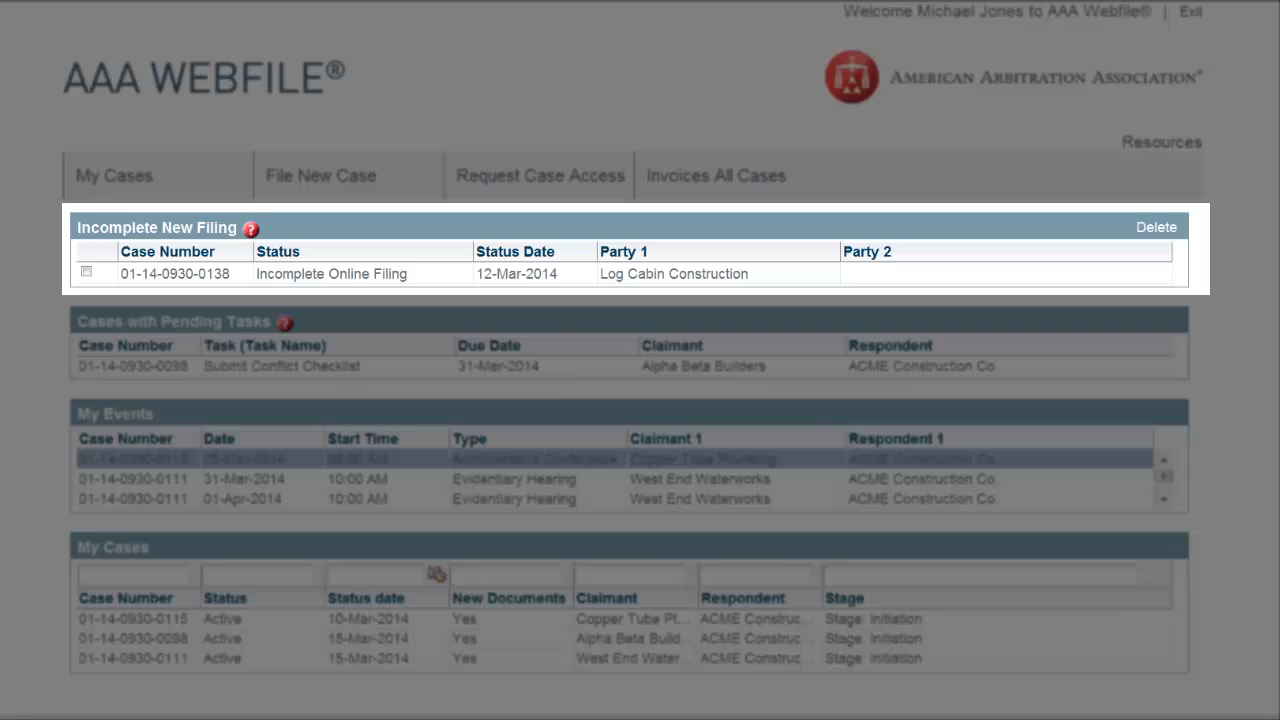 Welcome Michael Jones to AAA Webfile® | Exit
AAA WEBFILE®
AMERICAN ARBITRATION ASSOCIATION®
Resources
My Cases File New Case Request Case Access Invoices All Cases
Incomplete New Filing ? Delete
Case Number Status Status Date Party 1 Party 2
01-14-0930-0138 Incomplete Online Filing 12-Mar-2014 Log Cabin Construction
Cases with Pending Tasks ?
Case Number Task (Task Name) Due Date Claimant Respondent
01-14-0930-0098 Submit Conflict Checklist 31-Mar-2014 Alpha Beta Builders ACME Construction Co.
My Events
Case Number Date Start Time Type Claimant 1 Respondent 1
Administrative Conference Copper Tube Plumbing ACME Construction Co.
01-14-0930-0111 31-Mar-2014 10:00 AM Evidentiary Hearing West End Waterworks ACME Construction Co.
01-14-0930-0111 01-Apr-2014 10:00 AM Evidentiary Hearing West End Waterworks ACME Construction Co.
My Cases
Case Number Status Status date New Documents Claimant Respondent Stage
01-14-0930-0115 Active 10-Mar-2014 Yes Copper Tube Pl... ACME Construc... Stage: Initiation
01-14-0930-0098 Active 15-Mar-2014 Yes Alpha Beta Build... ACME Construc... Stage: Initiation
01-14-0930-0111 Active 15-Mar-2014 Yes West End Water... ACME Construc... Stage: Initiation